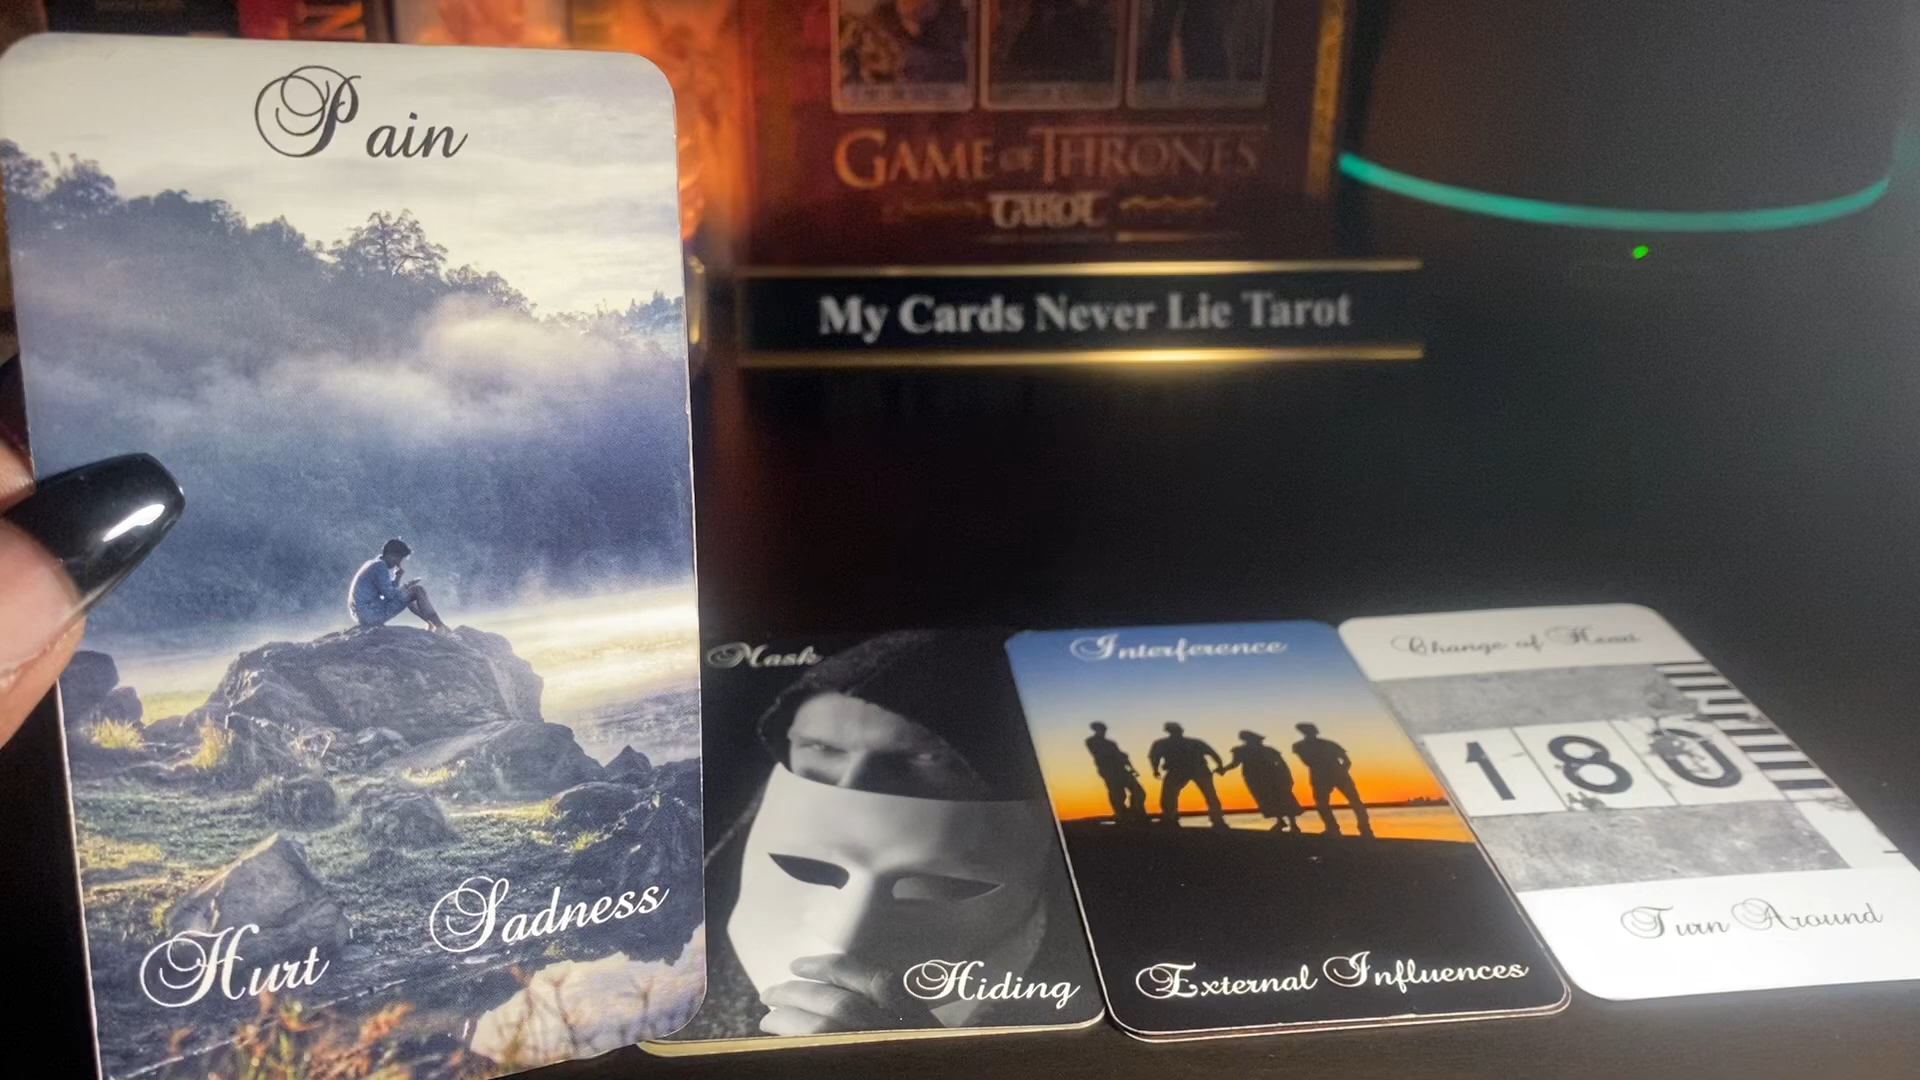 Pain
Hurt
Sadness
GAME OF THRONES
TAROT
My Cards Never Lie Tarot
Mask
Hiding
Interference
External Influences
Change of Heart
180
Turn Around